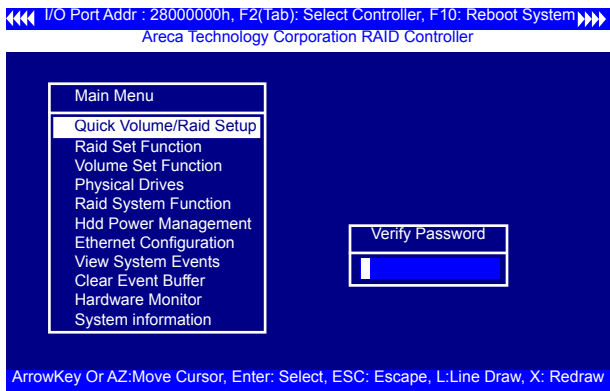 I/O Port Addr : 28000000h, F2(Tab): Select Controller, F10: Reboot System
Areca Technology Corporation RAID Controller
Main Menu
Quick Volume/Raid Setup
Raid Set Function
Volume Set Function
Physical Drives
Raid System Function
Hdd Power Management
Ethernet Configuration
View System Events
Clear Event Buffer
Hardware Monitor
System information
Verify Password
ArrowKey Or AZ:Move Cursor, Enter: Select, ESC: Escape, L:Line Draw, X: Redraw